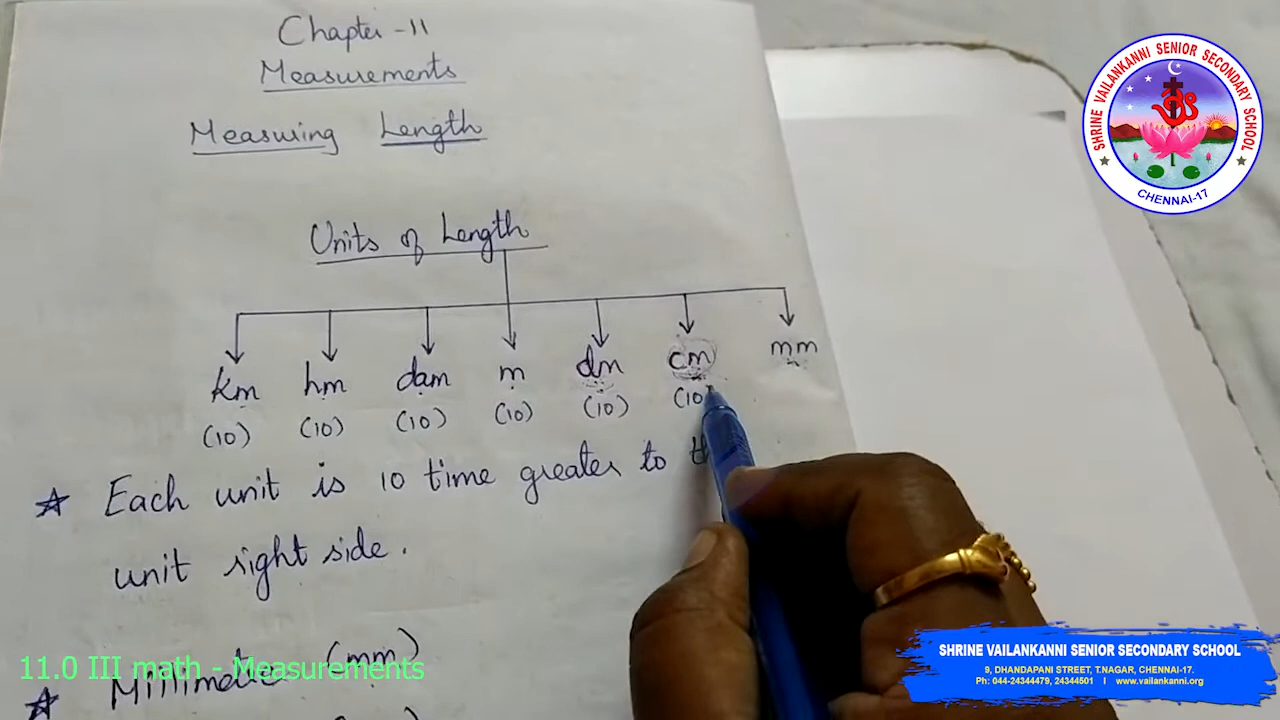 Chapter - 11
Measurements
Measuring Length
Units of Length
km hm dam m dm cm mm
(10) (10) (10) (10) (10) (10
☆ Each unit is 10 time greater to
unit right side.
☆ (mm)
11.0 III math - Measurements
SHRINE VAILANKANNI SENIOR SECONDARY SCHOOL
CHENNAI-17
SHRINE VAILANKANNI SENIOR SECONDARY SCHOOL
9, DHANDAPANI STREET, T.NAGAR, CHENNAI-17.
Ph: 044-24344479, 24344501 I www.vailankanni.org